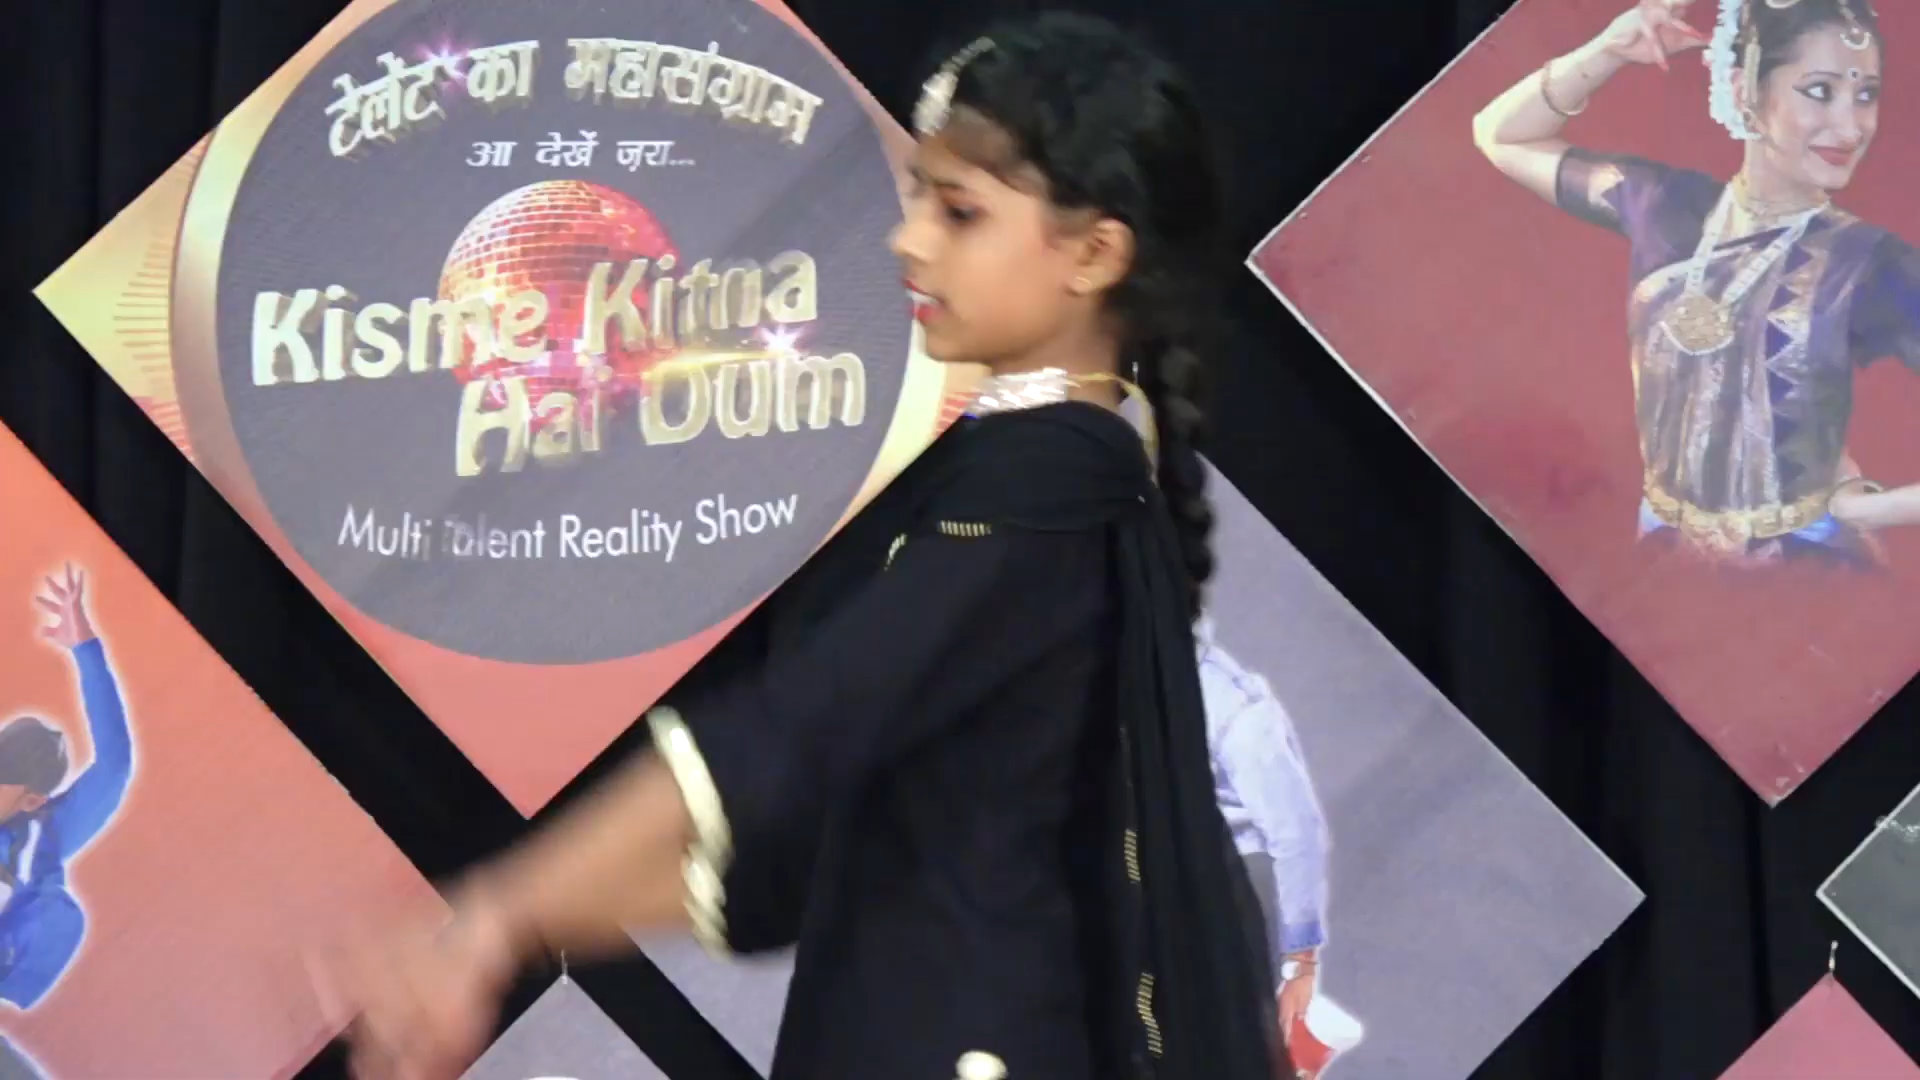 टेलेंट का महासंग्राम
आ देखें ज़रा...
Kisme Kitna
Hai Dum
Multi Talent Reality Show